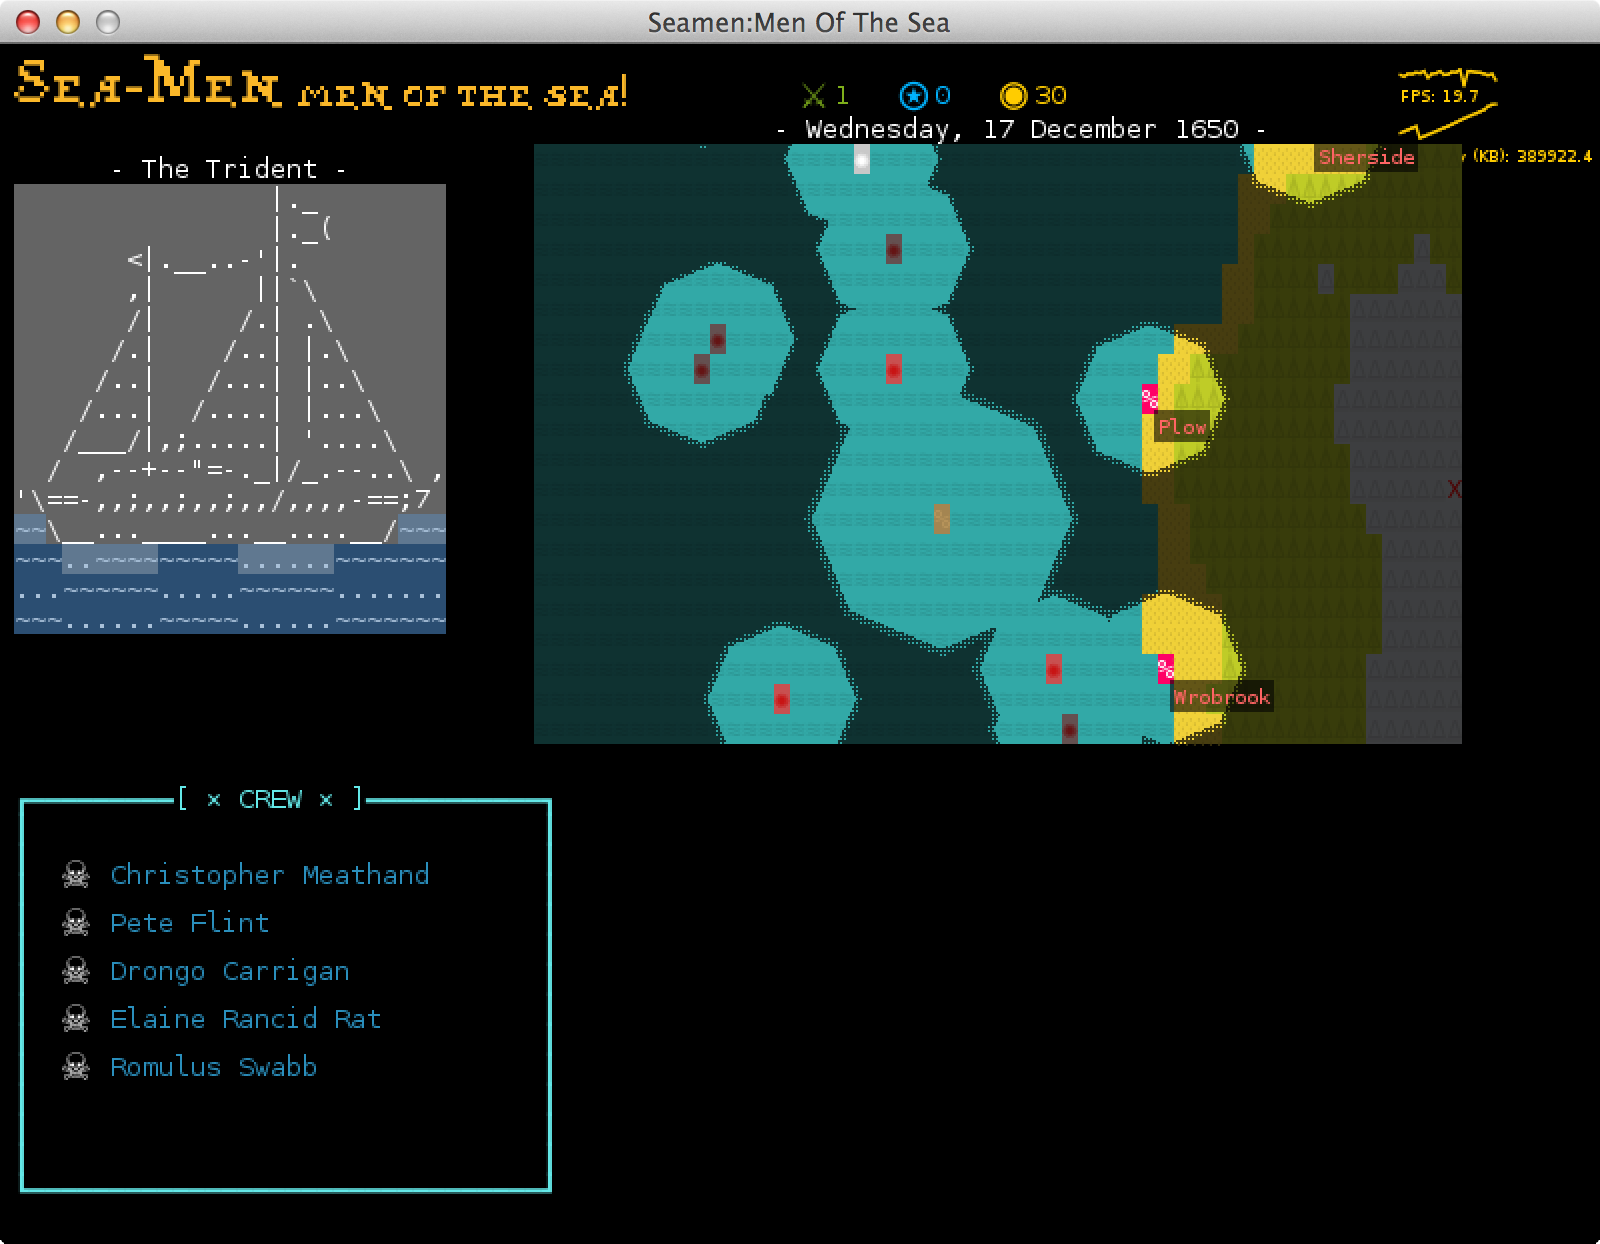 Seamen:Men Of The Sea
SEA-MEN MEN OF THE SEA!
1 0 30
FPS: 19.7
- Wednesday, 17 December 1650 -
(KB): 389922.4
- The Trident -
Sherside
Plow
X
Wrobrook
[ × CREW × ]
Christopher Meathand
Pete Flint
Drongo Carrigan
Elaine Rancid Rat
Romulus Swabb